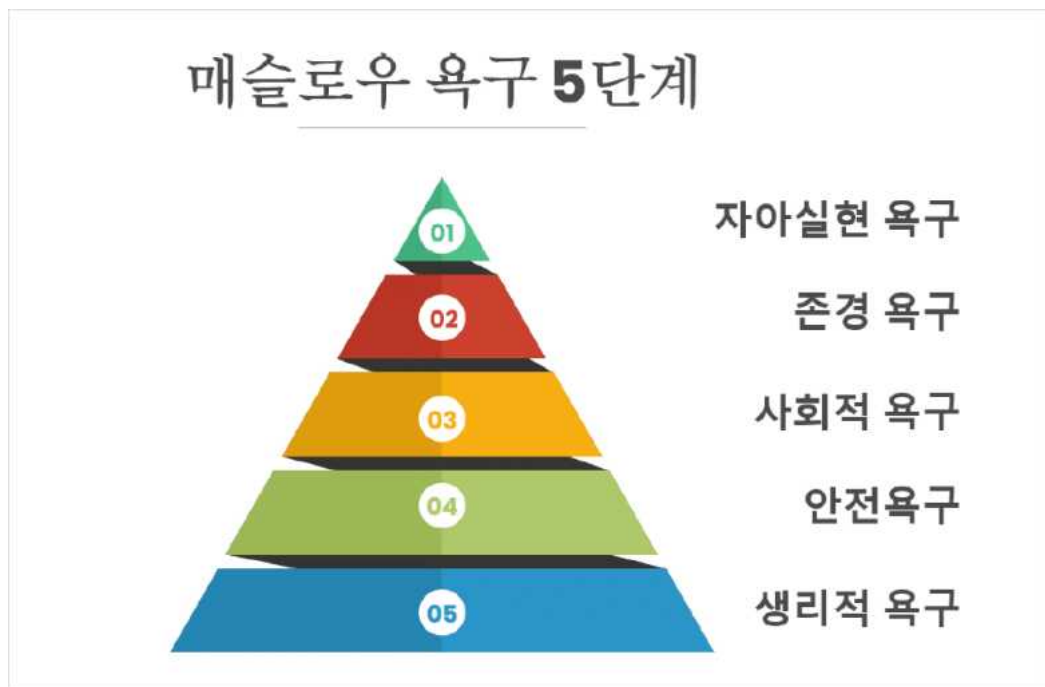 매슬로우 욕구 5단계
01 자아실현 욕구
02 존경 욕구
03 사회적 욕구
04 안전욕구
05 생리적 욕구